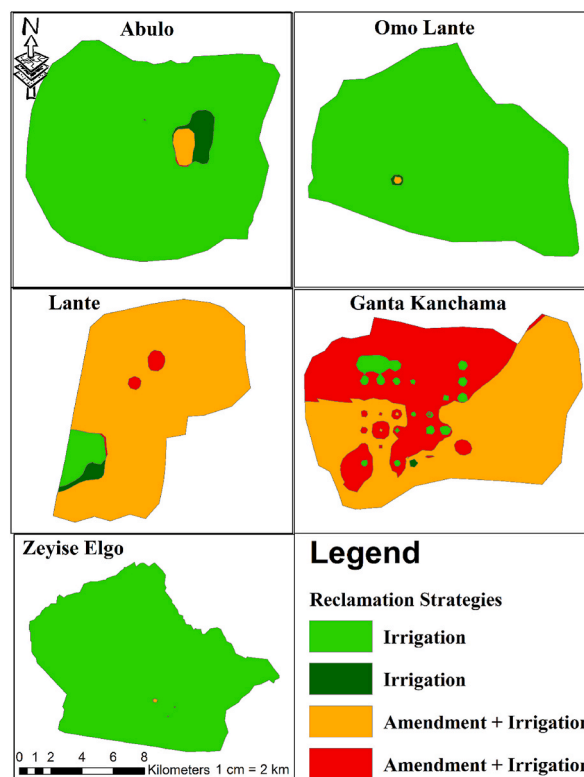 N
Abulo
Omo Lante
Lante
Ganta Kanchama
Zeyise Elgo
0 1 2 4 6 8
Kilometers 1 cm = 2 km
Legend
Reclamation Strategies
Irrigation
Irrigation
Amendment + Irrigation
Amendment + Irrigation